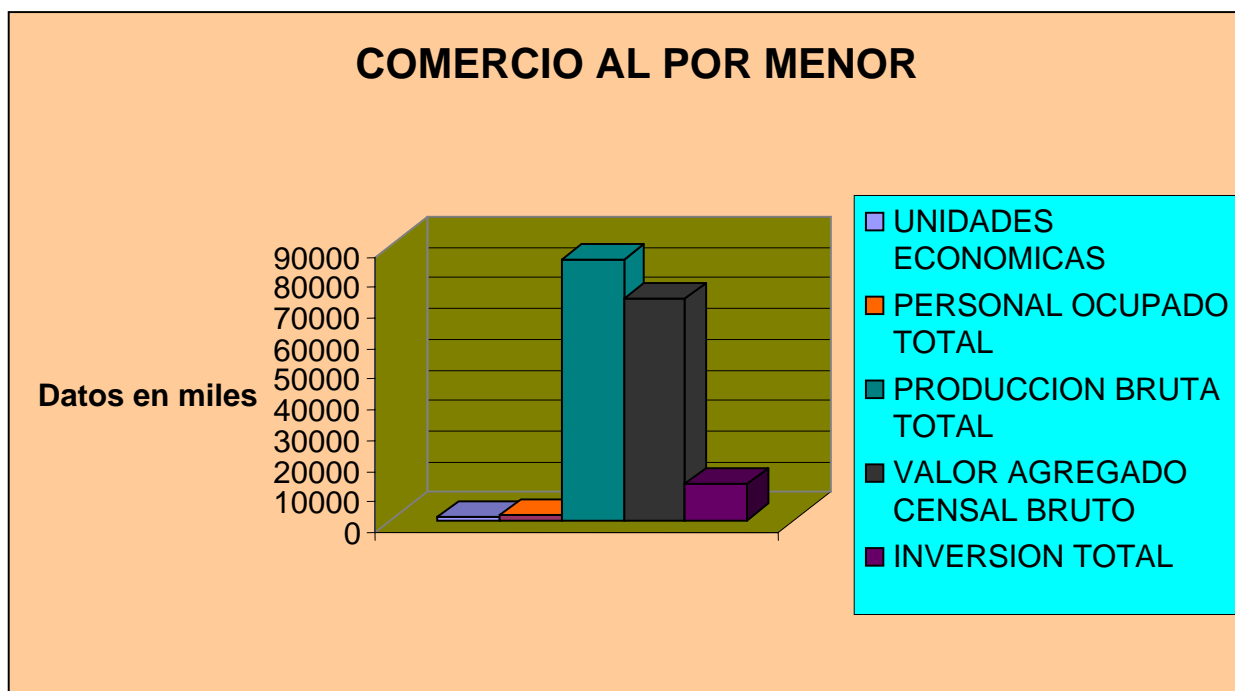 COMERCIO AL POR MENOR
90000
80000
70000
60000
50000
40000
30000
20000
10000
0
Datos en miles
UNIDADES
ECONOMICAS
PERSONAL OCUPADO
TOTAL
PRODUCCION BRUTA
TOTAL
VALOR AGREGADO
CENSAL BRUTO
INVERSION TOTAL